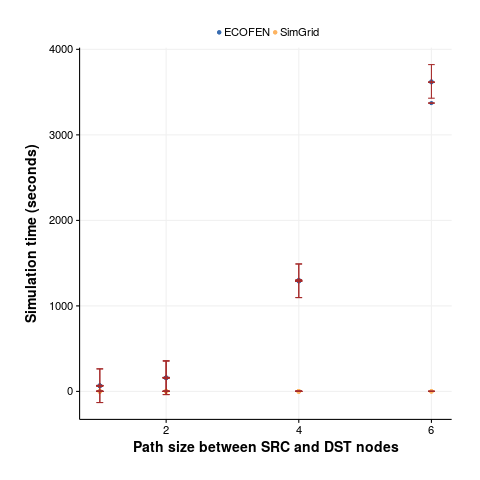 ECOFEN SimGrid
4000
3000
2000
1000
0
Simulation time (seconds)
2 4 6
Path size between SRC and DST nodes